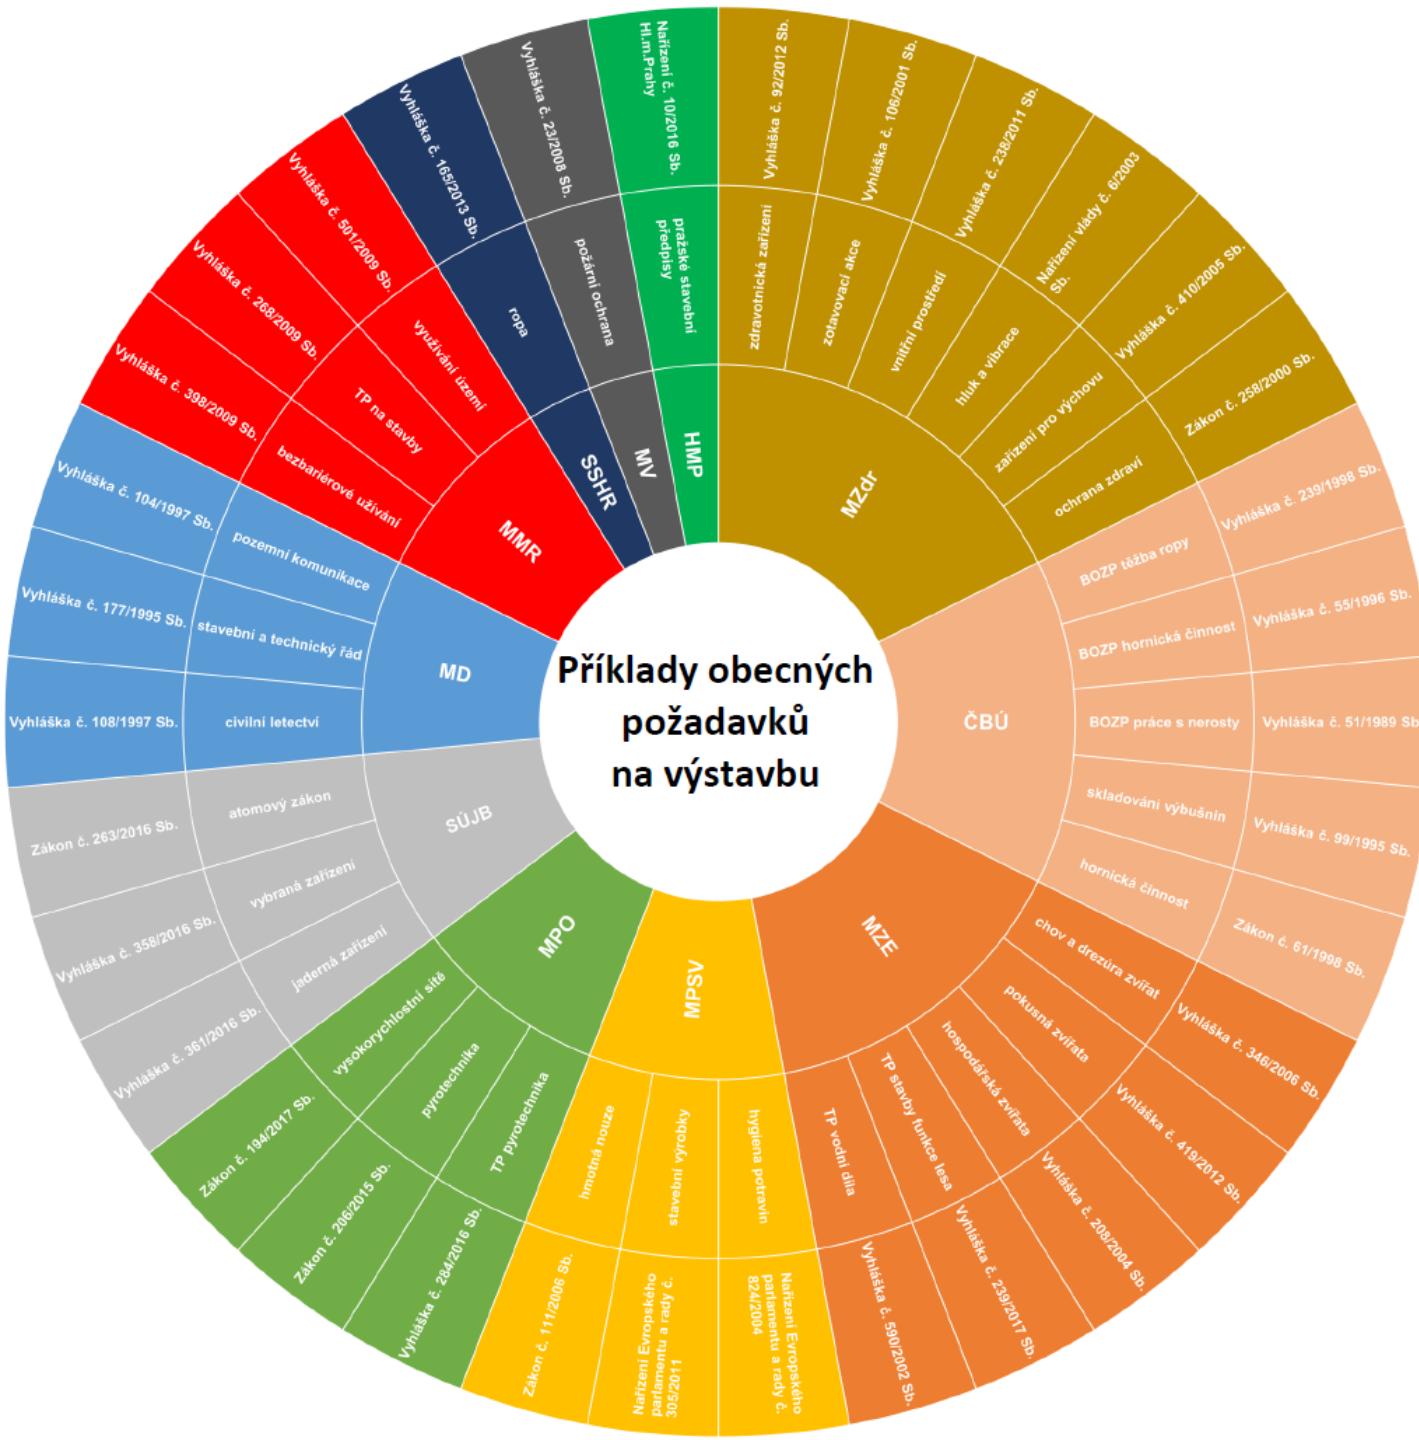 Příklady obecných
požadavků
na výstavbu
MZdr
zdravotnická zařízení
Vyhláška č. 92/2012 Sb.
zotavovací akce
Vyhláška č. 106/2001 Sb.
vnitřní prostředí
Vyhláška č. 238/2011 Sb.
hluk a vibrace
Nařízení vlády č. 6/2003
Sb.
zařízení pro výchovu
Vyhláška č. 410/2005 Sb.
ochrana zdraví
Zákon č. 258/2000 Sb.
ČBÚ
BOZP těžba ropy
Vyhláška č. 239/1998 Sb.
BOZP hornická činnost
Vyhláška č. 55/1996 Sb.
BOZP práce s nerosty
Vyhláška č. 51/1989 Sb
skladování výbušnin
Vyhláška č. 99/1995 Sb.
hornická činnost
Zákon č. 61/1998 Sb.
MZE
chov a drezúra zvířat
Vyhláška č. 346/2006 Sb.
pokusná zvířata
Vyhláška č. 419/2012 Sb.
hospodářská zvířata
Vyhláška č. 208/2004 Sb.
TP stavby funkce lesa
Vyhláška č. 239/2017 Sb.
TP vodní díla
Vyhláška č. 590/2002 Sb.
MPSV
hygiena potravin
Nařízení Evropského
parlamentu a rady č.
824/2004
stavební výrobky
Nařízení Evropského
parlamentu a rady č.
305/2011
hmotná nouze
Zákon č. 111/2006 Sb.
MPO
TP pyrotechnika
Vyhláška č. 284/2016 Sb.
pyrotechnika
Zákon č. 206/2015 Sb.
vysokorychlostní sítě
Zákon č. 194/2017 Sb.
SÚJB
jaderná zařízení
Vyhláška č. 361/2016 Sb.
vybraná zařízení
Vyhláška č. 358/2016 Sb.
atomový zákon
Zákon č. 263/2016 Sb.
MD
civilní letectví
Vyhláška č. 108/1997 Sb.
stavební a technický řád
Vyhláška č. 177/1995 Sb.
pozemní komunikace
Vyhláška č. 104/1997 Sb.
MMR
bezbariérové užívání
Vyhláška č. 398/2009 Sb.
TP na stavby
Vyhláška č. 268/2009 Sb.
využívání území
Vyhláška č. 501/2009 Sb.
SSHR
ropa
Vyhláška č. 165/2013 Sb.
MV
požární ochrana
Vyhláška č. 23/2008 Sb.
HMP
pražské stavební
předpisy
Nařízení č. 10/2016 Sb.
Hl.m.Prahy